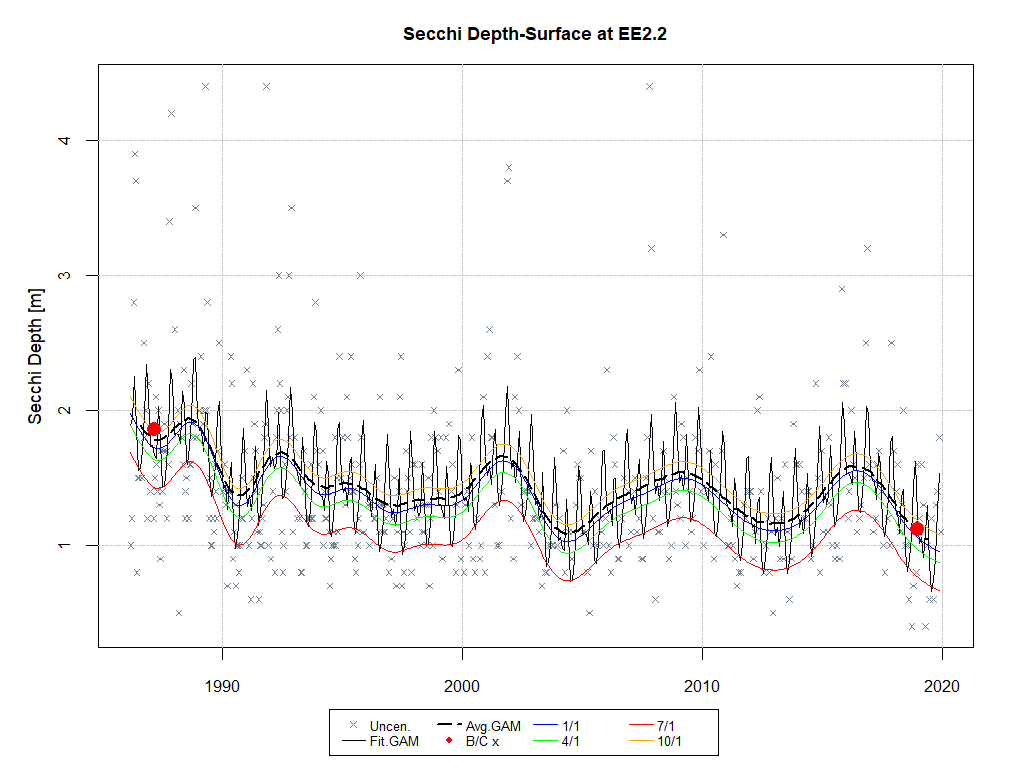 Secchi Depth-Surface at EE2.2
Secchi Depth [m]
4
3
2
1
1990 2000 2010 2020
Uncen. Avg.GAM 1/1 7/1
Fit.GAM B/C x 4/1 10/1